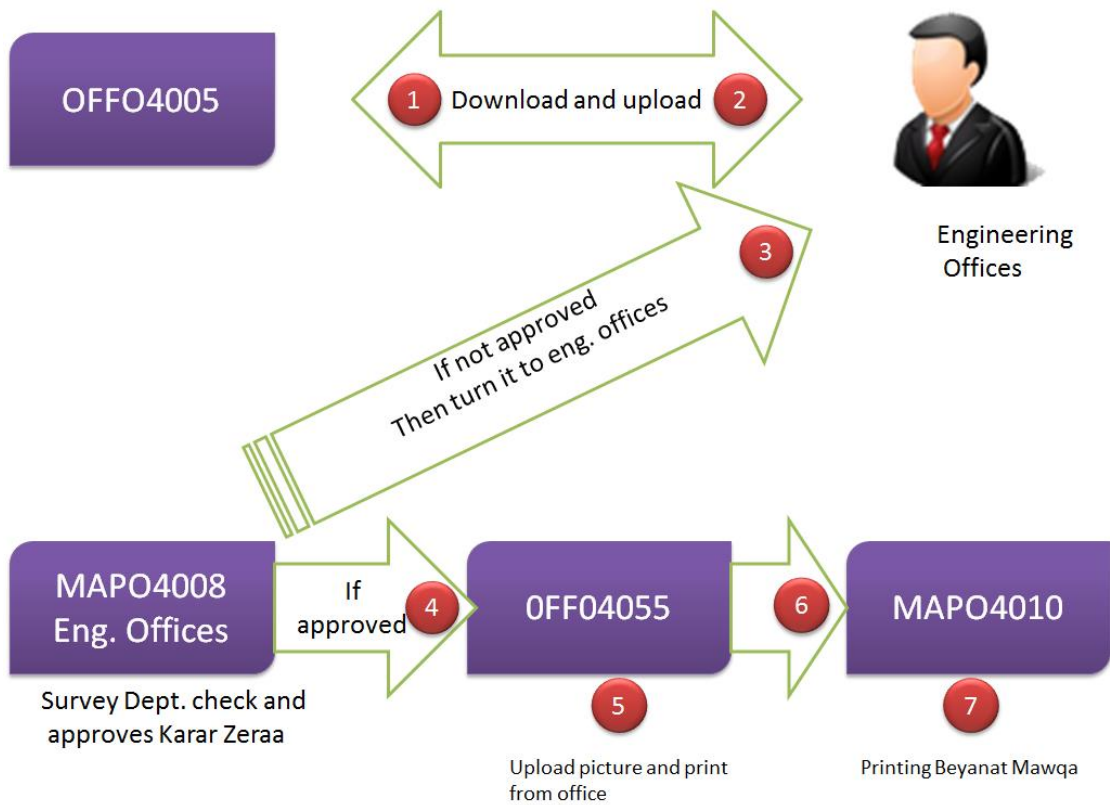 OFFO4005
1
Download and upload
2
Engineering
Offices
3
If not approved
Then turn it to eng. offices
MAPO4008
Eng. Offices
If
approved
4
0FF04055
6
MAPO4010
Survey Dept. check and
approves Karar Zeraa
5
7
Upload picture and print
from office
Printing Beyanat Mawqa